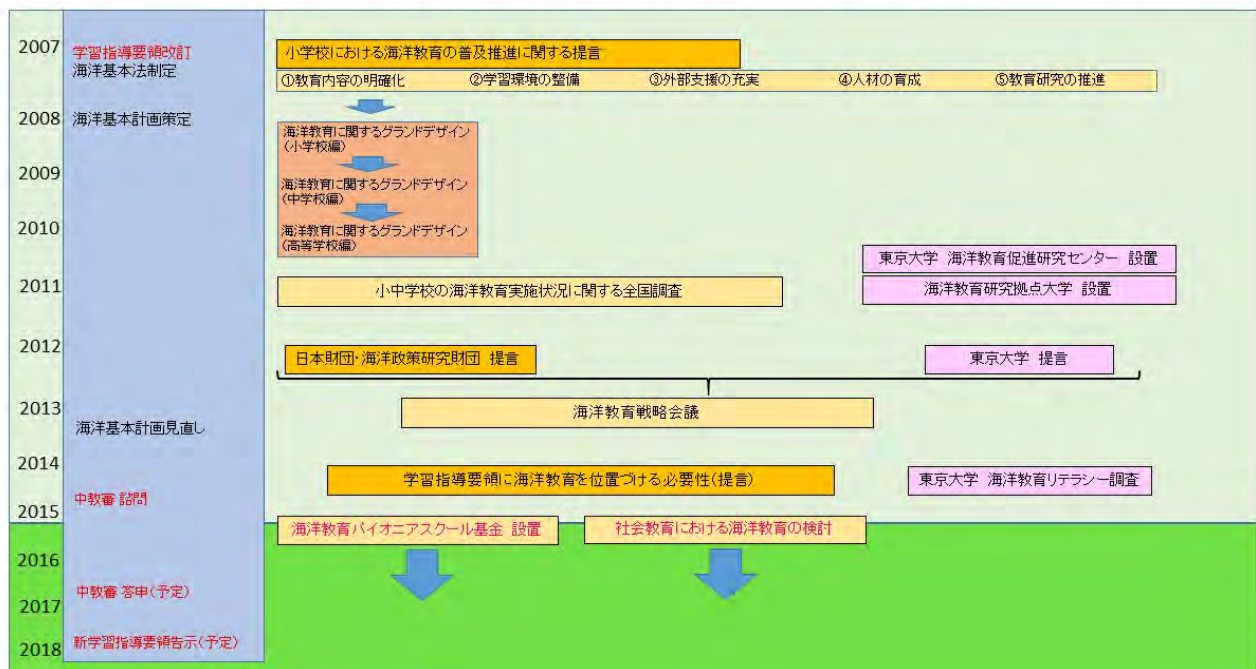 2007
学習指導要領改訂
海洋基本法制定
小学校における海洋教育の普及推進に関する提言
①教育内容の明確化 ②学習環境の整備 ③外部支援の充実 ④人材の育成 ⑤教育研究の推進
2008
海洋基本計画策定
海洋教育に関するグランドデザイン
(小学校編)
2009
海洋教育に関するグランドデザイン
(中学校編)
2010
海洋教育に関するグランドデザイン
(高等学校編)
東京大学 海洋教育促進研究センター 設置
2011
小中学校の海洋教育実施状況に関する全国調査
海洋教育研究拠点大学 設置
2012
日本財団・海洋政策研究財団 提言
東京大学 提言
2013
海洋教育戦略会議
海洋基本計画見直し
2014
学習指導要領に海洋教育を位置づける必要性(提言)
東京大学 海洋教育リテラシー調査
中教審 諮問
2015
海洋教育パイオニアスクール基金 設置
社会教育における海洋教育の検討
2016
中教審 答申(予定)
2017
新学習指導要領告示(予定)
2018